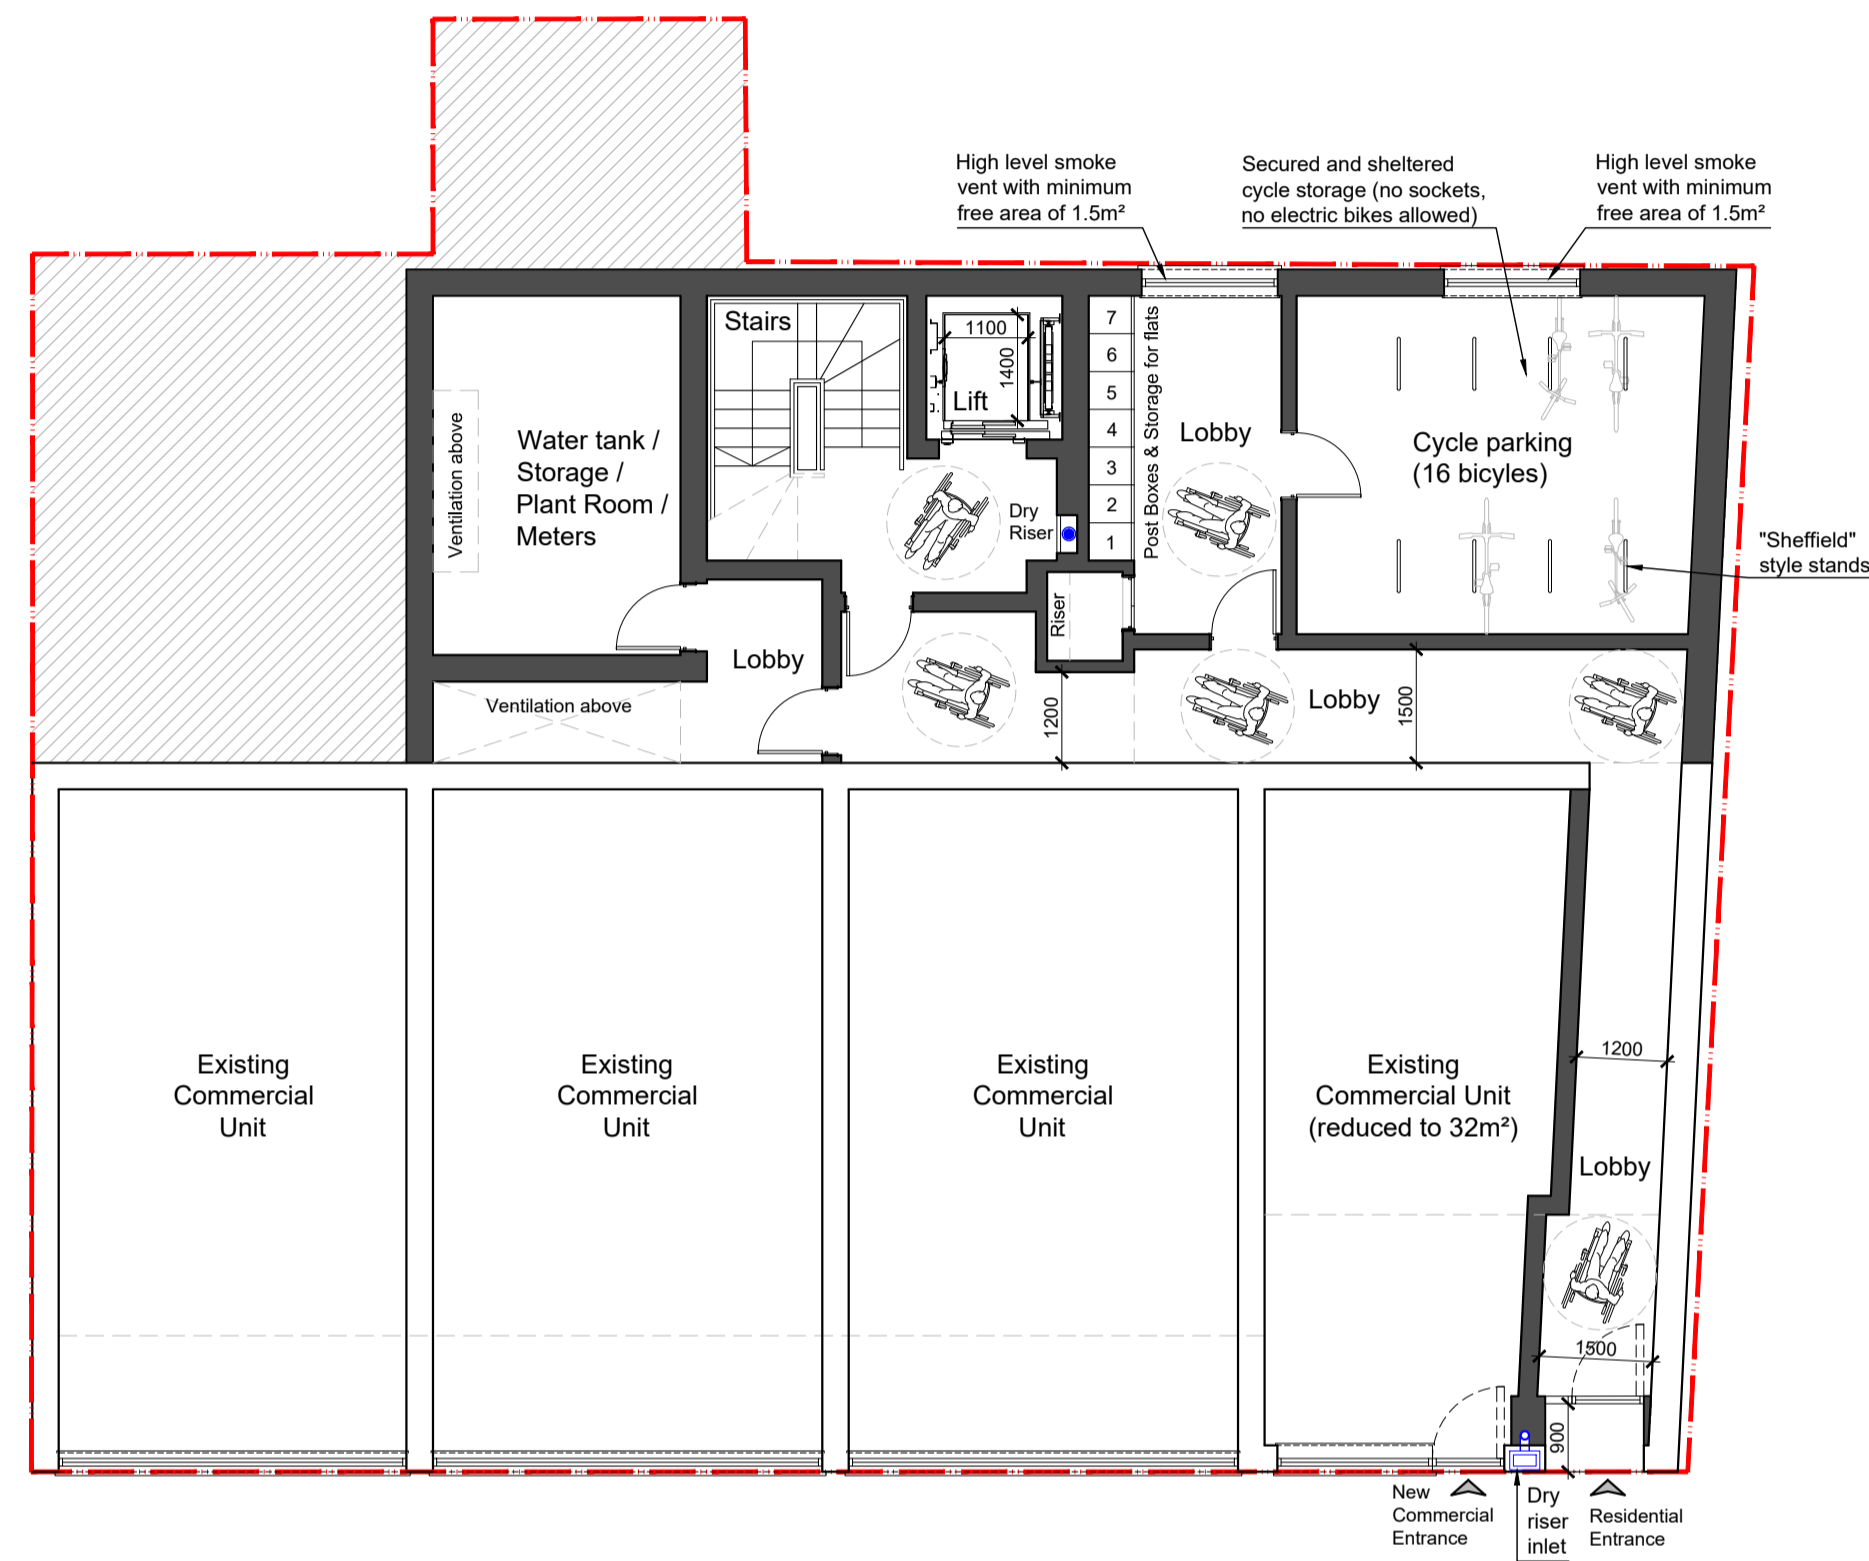 High level smoke
vent with minimum
free area of 1.5m²
Secured and sheltered
cycle storage (no sockets,
no electric bikes allowed)
High level smoke
vent with minimum
free area of 1.5m²
Stairs
1100
1400
Lift
7
6
5
4
3
2
1
Post Boxes & Storage for flats
Lobby
Cycle parking
(16 bicyles)
Ventilation above
Water tank /
Storage /
Plant Room /
Meters
Dry
Riser
"Sheffield"
style stands
Riser
Lobby
Ventilation above
1200
Lobby
1500
Existing
Commercial
Unit
Existing
Commercial
Unit
Existing
Commercial
Unit
Existing
Commercial Unit
(reduced to 32m²)
1200
Lobby
1500
900
New
Commercial
Entrance
Dry
riser
inlet
Residential
Entrance